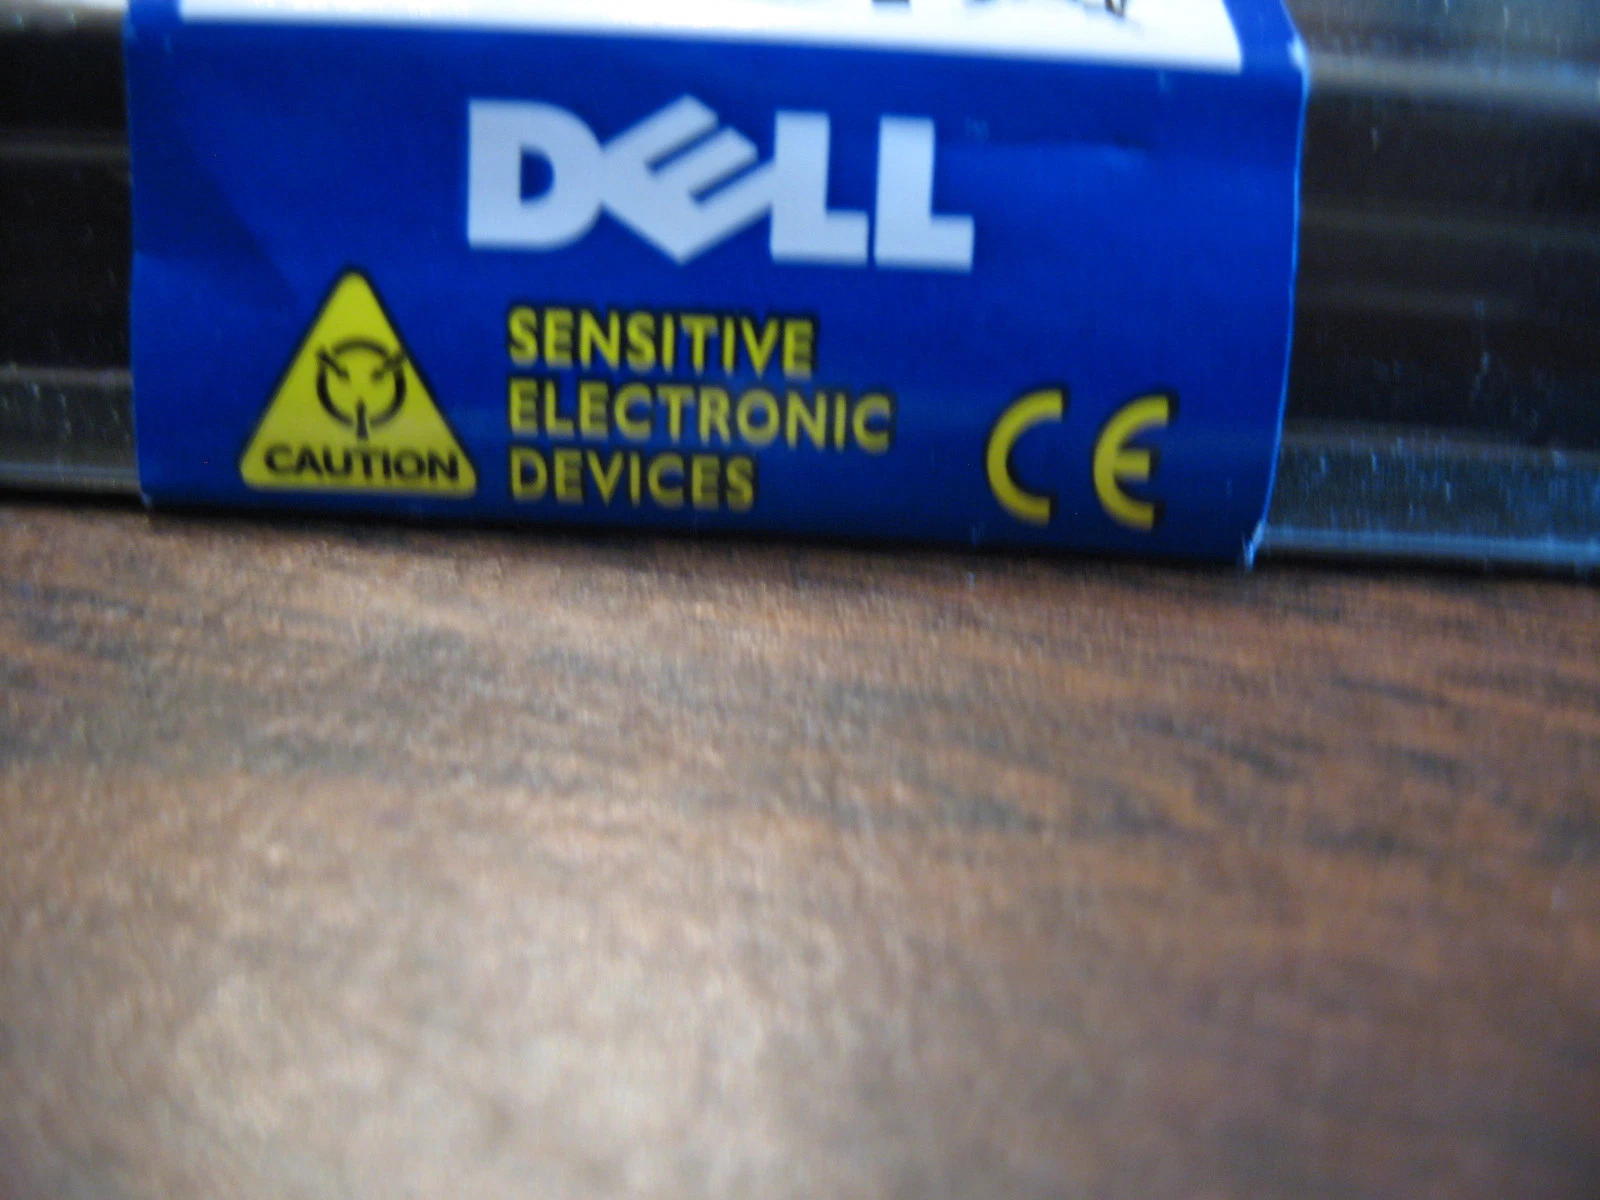 DELL
SENSITIVE
ELECTRONIC
DEVICES
CAUTION
CE